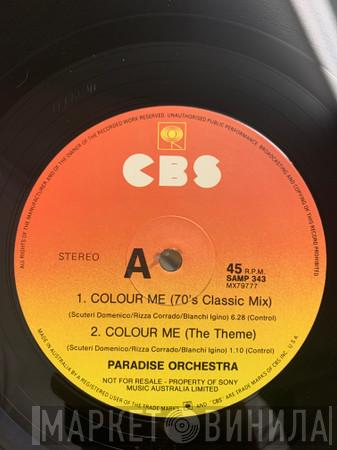 ALL RIGHTS OF THE MANUFACTURER AND OF THE OWNER OF THE RECORDED WORK RESERVED. UNAUTHORISED PUBLIC PERFORMANCE, BROADCASTING AND COPYING OF THIS RECORD PROHIBITED
CBS
STEREO
A
45 R.P.M.
SAMP 343
MX79777
1. COLOUR ME (70's Classic Mix)
(Scuteri Domenico/Rizza Corrado/Bianchi Igino) 6.28 (Control)
2. COLOUR ME (The Theme)
(Scuteri Domenico/Rizza Corrado/Bianchi Igino) 1.10 (Control)
PARADISE ORCHESTRA
NOT FOR RESALE - PROPERTY OF SONY
MUSIC AUSTRALIA LIMITED
MADE IN AUSTRALIA BY A REGISTERED USER OF THE TRADE MARKS. AND "CBS" ARE TRADE MARKS OF CBS INC. U.S.A.
МАРКЕТ ВИНИЛА